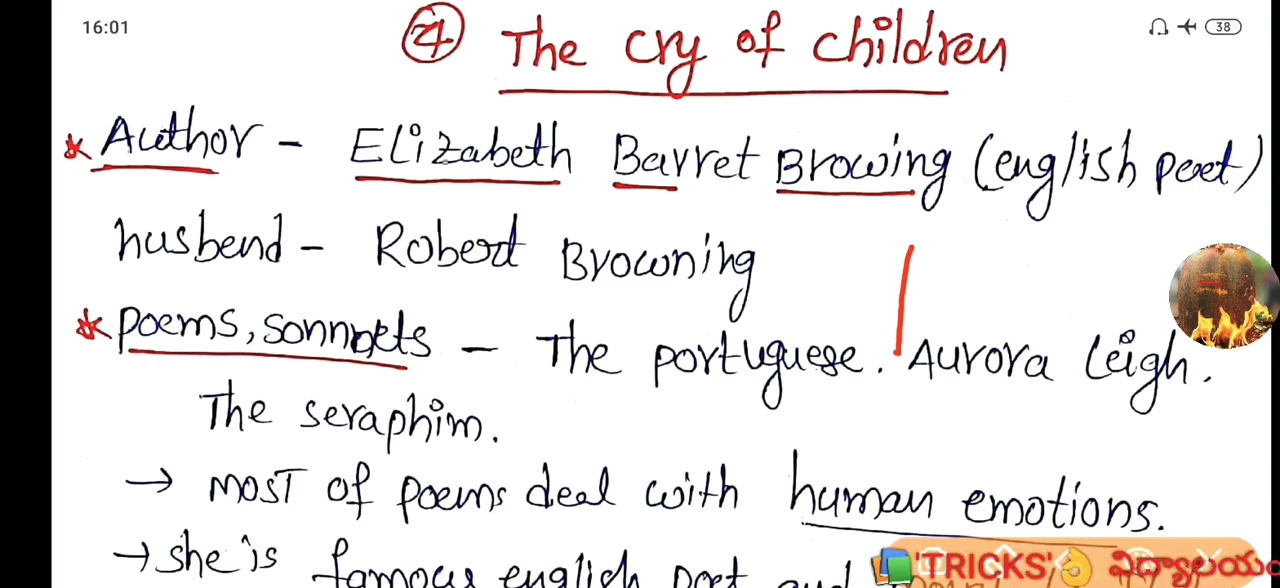 16:01
38
④ The cry of children
* Author - Elizabeth Barret Browing (english poet)
husbend - Robert Browning
* poems, sonnets - The portuguese. Aurora Leigh.
The seraphim.
→ most of poems deal with human emotions.
→ she is famous english poet and
'TRICKS' విద్యాలయం